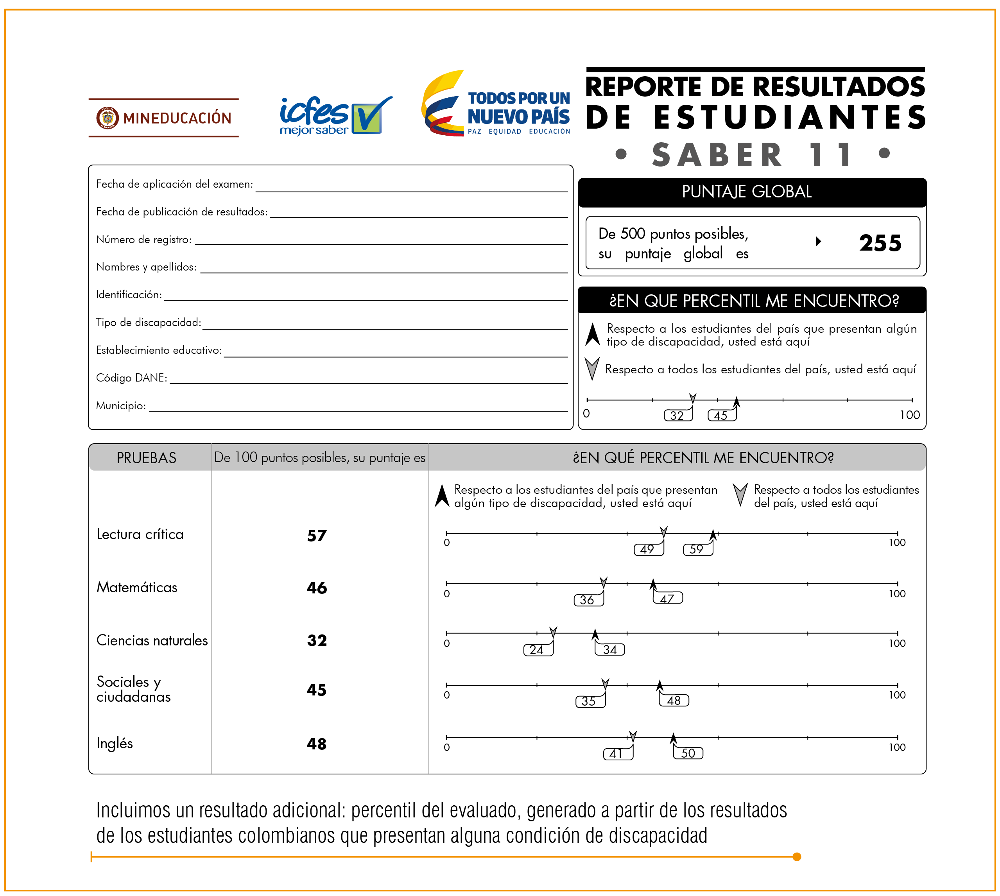 MINEDUCACIÓN
REPÚBLICA
DE COLOMBIA
icfes
mejor saber
TODOS POR UN
NUEVO PAÍS
PAZ EQUIDAD EDUCACIÓN
REPORTE DE RESULTADOS
DE ESTUDIANTES
• SABER 11 •
Fecha de aplicación del examen:
Fecha de publicación de resultados:
Número de registro:
Nombres y apellidos:
Identificación:
Tipo de discapacidad:
Establecimiento educativo:
Código DANE:
Municipio:
PUNTAJE GLOBAL
De 500 puntos posibles,
su puntaje global es
255
¿EN QUE PERCENTIL ME ENCUENTRO?
Respecto a los estudiantes del país que presentan algún
tipo de discapacidad, usted está aquí
Respecto a todos los estudiantes del país, usted está aquí
0 32 45 100
PRUEBAS De 100 puntos posibles, su puntaje es ¿EN QUÉ PERCENTIL ME ENCUENTRO?
Respecto a los estudiantes del país que presentan
algún tipo de discapacidad, usted está aquí
Respecto a todos los estudiantes
del país, usted está aquí
Lectura crítica 57 0 49 59 100
Matemáticas 46 0 36 47 100
Ciencias naturales 32 0 24 34 100
Sociales y
ciudadanas 45 0 35 48 100
Inglés 48 0 41 50 100
Incluimos un resultado adicional: percentil del evaluado, generado a partir de los resultados
de los estudiantes colombianos que presentan alguna condición de discapacidad